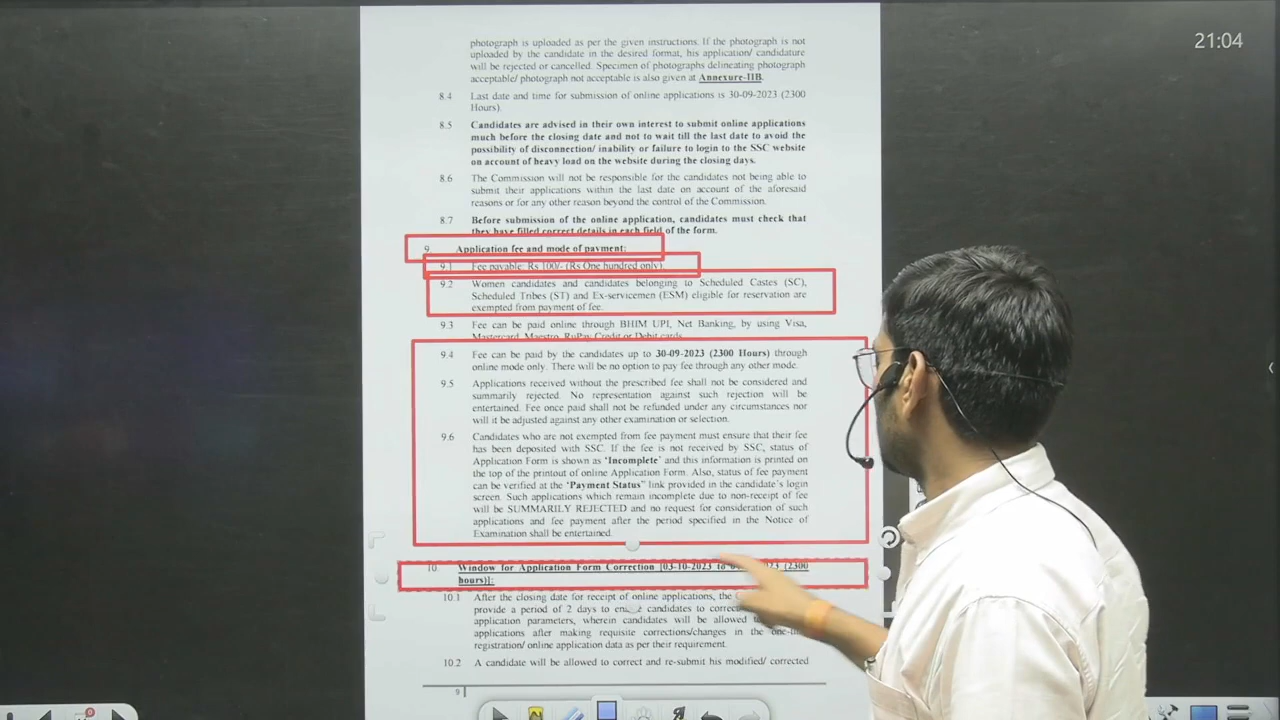 21:04
photograph is uploaded as per the given instructions. If the photograph is not
uploaded by the candidate in the desired format, his application/ candidature
will be rejected or cancelled. Specimen of photographs delineating photograph
acceptable/ photograph not acceptable is also given at Annexure-IIB.
8.4 Last date and time for submission of online applications is 30-09-2023 (2300
Hours).
8.5 Candidates are advised in their own interest to submit online applications
much before the closing date and not to wait till the last date to avoid the
possibility of disconnection/ inability or failure to login to the SSC website
on account of heavy load on the website during the closing days.
8.6 The Commission will not be responsible for the candidates not being able to
submit their applications within the last date on account of the aforesaid
reasons or for any other reason beyond the control of the Commission.
8.7 Before submission of the online application, candidates must check that
they have filled correct details in each field of the form.
9. Application fee and mode of payment:
9.1 Fee payable: Rs 100/- (Rs One hundred only).
9.2 Women candidates and candidates belonging to Scheduled Castes (SC),
Scheduled Tribes (ST) and Ex-servicemen (ESM) eligible for reservation are
exempted from payment of fee.
9.3 Fee can be paid online through BHIM UPI, Net Banking, by using Visa,
Mastercard, Maestro, RuPay Credit or Debit cards.
9.4 Fee can be paid by the candidates up to 30-09-2023 (2300 Hours) through
online mode only. There will be no option to pay fee through any other mode.
9.5 Applications received without the prescribed fee shall not be considered and
summarily rejected. No representation against such rejection will be
entertained. Fee once paid shall not be refunded under any circumstances nor
will it be adjusted against any other examination or selection.
9.6 Candidates who are not exempted from fee payment must ensure that their fee
has been deposited with SSC. If the fee is not received by SSC, status of
Application Form is shown as 'Incomplete' and this information is printed on
the top of the printout of online Application Form. Also, status of fee payment
can be verified at the 'Payment Status" link provided in the candidate's login
screen. Such applications which remain incomplete due to non-receipt of fee
will be SUMMARILY REJECTED and no request for consideration of such
applications and fee payment after the period specified in the Notice of
Examination shall be entertained.
10. Window for Application Form Correction [03-10-2023 to (2300
hours)]:
10.1 After the closing date for receipt of online applications, the
provide a period of 2 days to candidates to
application parameters, wherein candidates will be allowed
applications after making requisite corrections/changes in the
registration/ online application data as per their requirement.
10.2 A candidate will be allowed to correct and re-submit his modified/ corrected
9